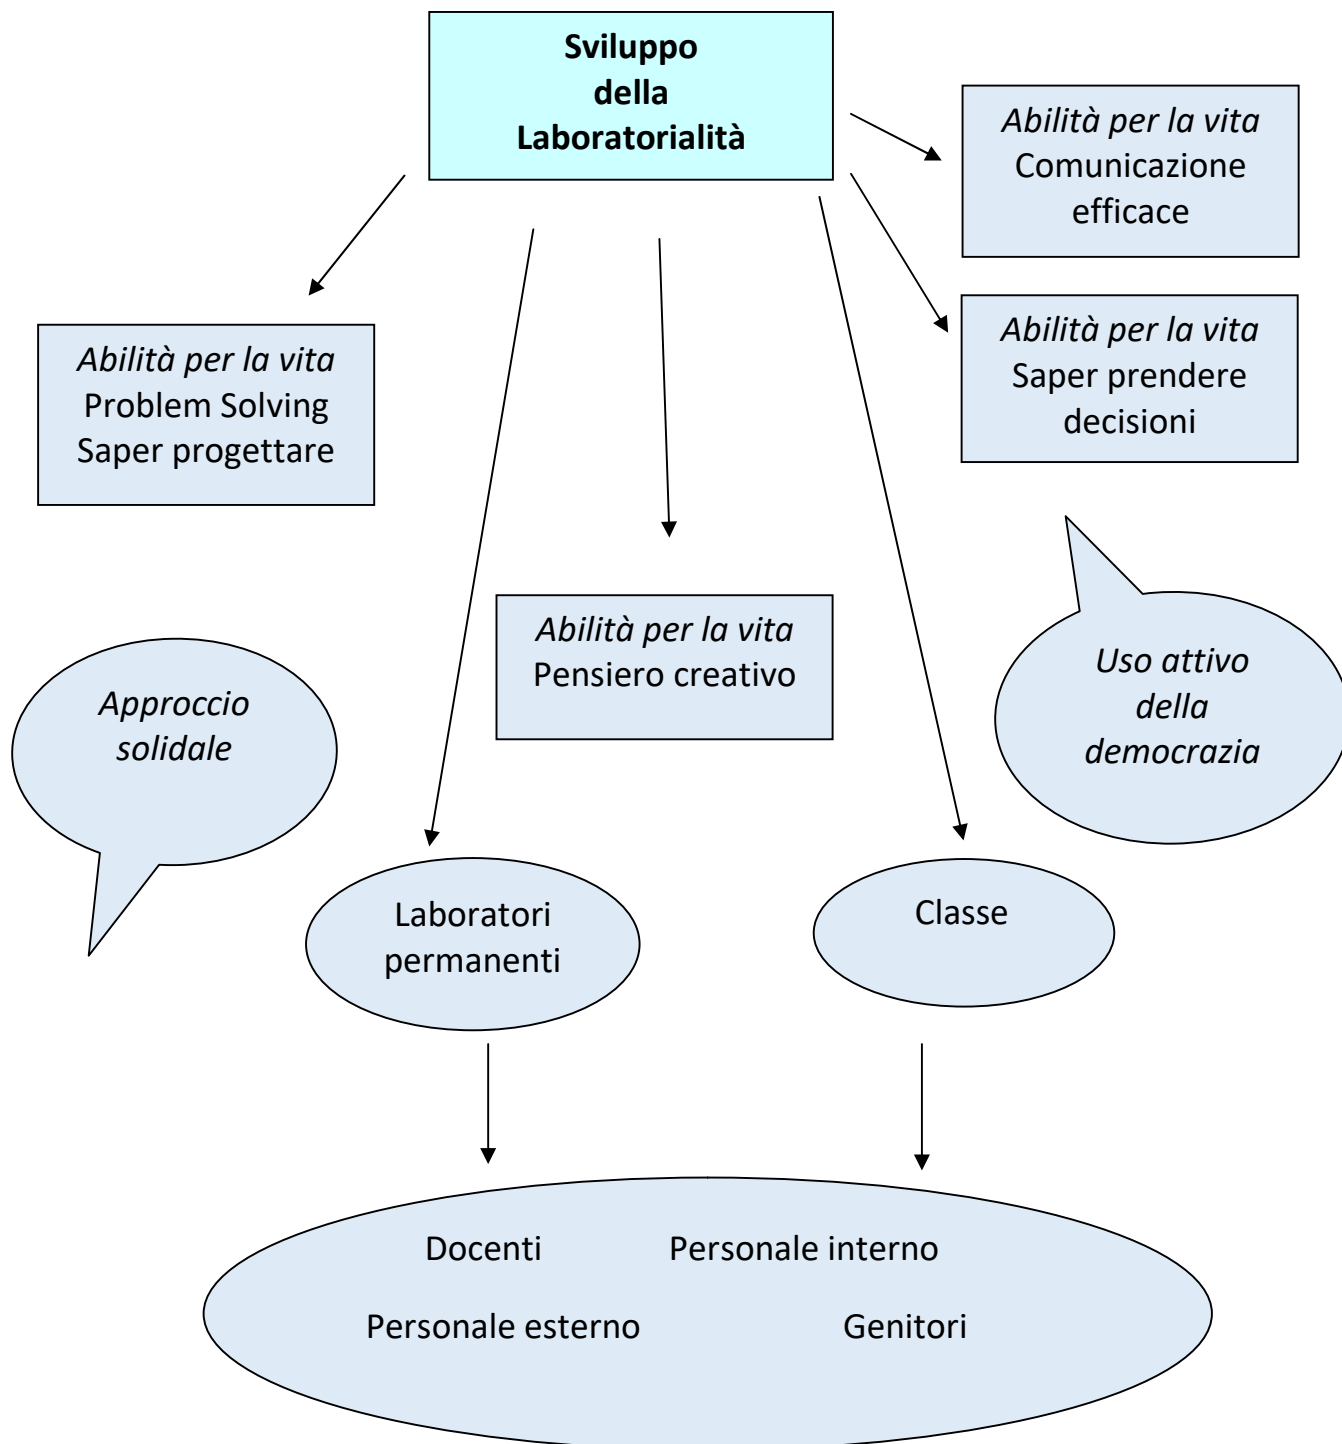 Sviluppo
della
Laboratorialità
Abilità per la vita
Comunicazione
efficace
Abilità per la vita
Saper prendere
decisioni
Abilità per la vita
Problem Solving
Saper progettare
Abilità per la vita
Pensiero creativo
Uso attivo
della
democrazia
Approccio
solidale
Laboratori
permanenti
Classe
Docenti Personale interno
Personale esterno Genitori